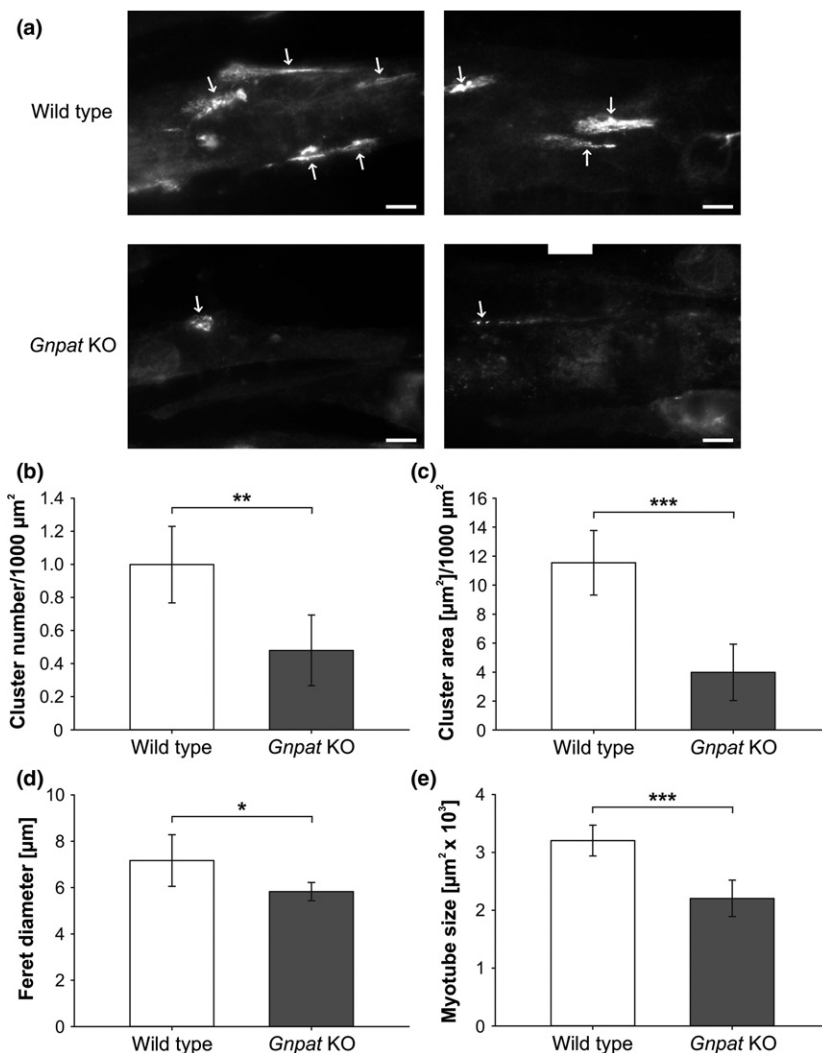 (a)
Wild type
Gnpat KO
(b)
Cluster number/1000 µm²
1.4
1.2
1.0
0.8
0.6
0.4
0.2
0
**
Wild type
Gnpat KO
(c)
Cluster area [µm²]/1000 µm²
16
14
12
10
8
6
4
2
0
***
Wild type
Gnpat KO
(d)
Feret diameter [µm]
10
8
6
4
2
0
*
Wild type
Gnpat KO
(e)
Myotube size [µm² x 10³]
4
3
2
1
0
***
Wild type
Gnpat KO